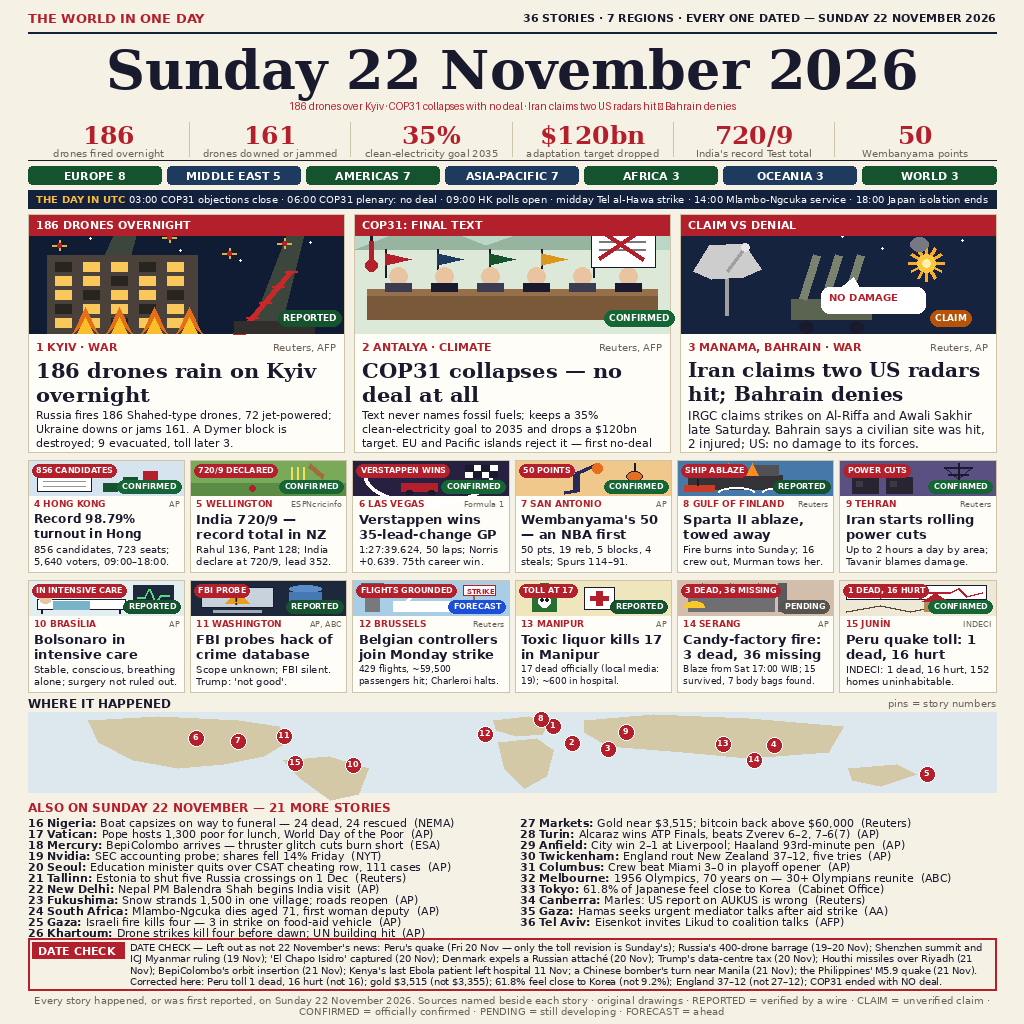 THE WORLD IN ONE DAY
36 STORIES · 7 REGIONS · EVERY ONE DATED — SUNDAY 22 NOVEMBER 2026
Sunday 22 November 2026
186 drones over Kyiv · COP31 collapses with no deal · Iran claims two US radars hit Bahrain denies
186
drones fired overnight
161
drones downed or jammed
35%
clean-electricity goal 2035
$120bn
adaptation target dropped
720/9
India's record Test total
50
Wembanyama points
EUROPE 8
MIDDLE EAST 5
AMERICAS 7
ASIA-PACIFIC 7
AFRICA 3
OCEANIA 3
WORLD 3
THE DAY IN UTC 03:00 COP31 objections close · 06:00 COP31 plenary: no deal · 09:00 HK polls open · midday Tel al-Hawa strike · 14:00 Mlambo-Ngcuka service · 18:00 Japan isolation ends
186 DRONES OVERNIGHT
REPORTED
1 KYIV · WAR
Reuters, AFP
186 drones rain on Kyiv
overnight
Russia fires 186 Shahed-type drones, 72 jet-powered;
Ukraine downs or jams 161. A Dymer block is
destroyed; 9 evacuated, toll later 3.
COP31: FINAL TEXT
CONFIRMED
2 ANTALYA · CLIMATE
Reuters, AFP
COP31 collapses — no
deal at all
Text never names fossil fuels; keeps a 35%
clean-electricity goal to 2035 and drops a $120bn
target. EU and Pacific islands reject it — first no-deal
CLAIM VS DENIAL
NO DAMAGE
CLAIM
3 MANAMA, BAHRAIN · WAR
Reuters, AP
Iran claims two US radars
hit; Bahrain denies
IRGC claims strikes on Al-Riffa and Awali Sakhir
late Saturday. Bahrain says a civilian site was hit,
2 injured; US: no damage to its forces.
856 CANDIDATES
CONFIRMED
4 HONG KONG
AP
Record 98.79%
turnout in Hong
856 candidates, 723 seats;
5,640 voters, 09:00–18:00.
720/9 DECLARED
CONFIRMED
5 WELLINGTON
ESPNcricinfo
India 720/9 —
record total in NZ
Rahul 136, Pant 128; India
declare at 720/9, lead 352.
VERSTAPPEN WINS
CONFIRMED
6 LAS VEGAS
Formula 1
Verstappen wins
35-lead-change GP
1:27:39.624, 50 laps; Norris
+0.639. 75th career win.
50 POINTS
CONFIRMED
7 SAN ANTONIO
AP
Wembanyama's 50
— an NBA first
50 pts, 19 reb, 5 blocks, 4
steals; Spurs 114–91.
SHIP ABLAZE
REPORTED
8 GULF OF FINLAND
Reuters
Sparta II ablaze,
towed away
Fire burns into Sunday; 16
crew out, Murman tows her.
POWER CUTS
CONFIRMED
9 TEHRAN
Reuters
Iran starts rolling
power cuts
Up to 2 hours a day by area;
Tavanir blames damage.
IN INTENSIVE CARE
REPORTED
10 BRASÍLIA
AP
Bolsonaro in
intensive care
Stable, conscious, breathing
alone; surgery not ruled out.
FBI PROBE
REPORTED
11 WASHINGTON
AP, ABC
FBI probes hack of
crime database
Scope unknown; FBI silent.
Trump: 'not good'.
FLIGHTS GROUNDED
STRIKE
FORECAST
12 BRUSSELS
Reuters
Belgian controllers
join Monday strike
429 flights, ~59,500
passengers hit; Charleroi halts.
TOLL AT 17
REPORTED
13 MANIPUR
AP
Toxic liquor kills 17
in Manipur
17 dead officially (local media:
19); ~600 in hospital.
3 DEAD, 36 MISSING
PENDING
14 SERANG
AP
Candy-factory fire:
3 dead, 36 missing
Blaze from Sat 17:00 WIB; 15
survived, 7 body bags found.
1 DEAD, 16 HURT
CONFIRMED
15 JUNÍN
INDECI
Peru quake toll: 1
dead, 16 hurt
INDECI: 1 dead, 16 hurt, 152
homes uninhabitable.
WHERE IT HAPPENED
pins = story numbers
6
7
11
15
10
12
8
1
2
3
9
13
4
14
5
ALSO ON SUNDAY 22 NOVEMBER — 21 MORE STORIES
16 Nigeria: Boat capsizes on way to funeral — 24 dead, 24 rescued (NEMA)
17 Vatican: Pope hosts 1,300 poor for lunch, World Day of the Poor (AP)
18 Mercury: BepiColombo arrives — thruster glitch cuts burn short (ESA)
19 Nvidia: SEC accounting probe; shares fell 14% Friday (NYT)
20 Seoul: Education minister quits over CSAT cheating row, 111 cases (AP)
21 Tallinn: Estonia to shut five Russia crossings on 1 Dec (Reuters)
22 New Delhi: Nepal PM Balendra Shah begins India visit (AP)
23 Fukushima: Snow strands 1,500 in one village; roads reopen (AP)
24 South Africa: Mlambo-Ngcuka dies aged 71, first woman deputy (AP)
25 Gaza: Israeli fire kills four — 3 in strike on food-aid vehicle (AP)
26 Khartoum: Drone strikes kill four before dawn; UN building hit (AP)
27 Markets: Gold near $3,515; bitcoin back above $60,000 (Reuters)
28 Turin: Alcaraz wins ATP Finals, beats Zverev 6–2, 7–6(7) (AP)
29 Anfield: City win 2–1 at Liverpool; Haaland 93rd-minute pen (AP)
30 Twickenham: England rout New Zealand 37–12, five tries (AP)
31 Columbus: Crew beat Miami 3–0 in playoff opener (AP)
32 Melbourne: 1956 Olympics, 70 years on — 30+ Olympians reunite (ABC)
33 Tokyo: 61.8% of Japanese feel close to Korea (Cabinet Office)
34 Canberra: Marles: US report on AUKUS is wrong (Reuters)
35 Gaza: Hamas seeks urgent mediator talks after aid strike (AA)
36 Tel Aviv: Eisenkot invites Likud to coalition talks (AFP)
DATE CHECK
DATE CHECK — Left out as not 22 November's news: Peru's quake (Fri 20 Nov — only the toll revision is Sunday's); Russia's 400-drone barrage (19–20 Nov); Shenzhen summit and
ICJ Myanmar ruling (19 Nov); 'El Chapo Isidro' captured (20 Nov); Denmark expels a Russian attaché (20 Nov); Trump's data-centre tax (20 Nov); Houthi missiles over Riyadh (21
Nov); BepiColombo's orbit insertion (21 Nov); Kenya's last Ebola patient left hospital 11 Nov; a Chinese bomber's turn near Manila (21 Nov); the Philippines' M5.9 quake (21 Nov).
Corrected here: Peru toll 1 dead, 16 hurt (not 16); gold $3,515 (not $3,355); 61.8% feel close to Korea (not 9.2%); England 37–12 (not 27–12); COP31 ended with NO deal.
Every story happened, or was first reported, on Sunday 22 November 2026. Sources named beside each story · original drawings · REPORTED = verified by a wire · CLAIM = unverified claim ·
CONFIRMED = officially confirmed · PENDING = still developing · FORECAST = ahead